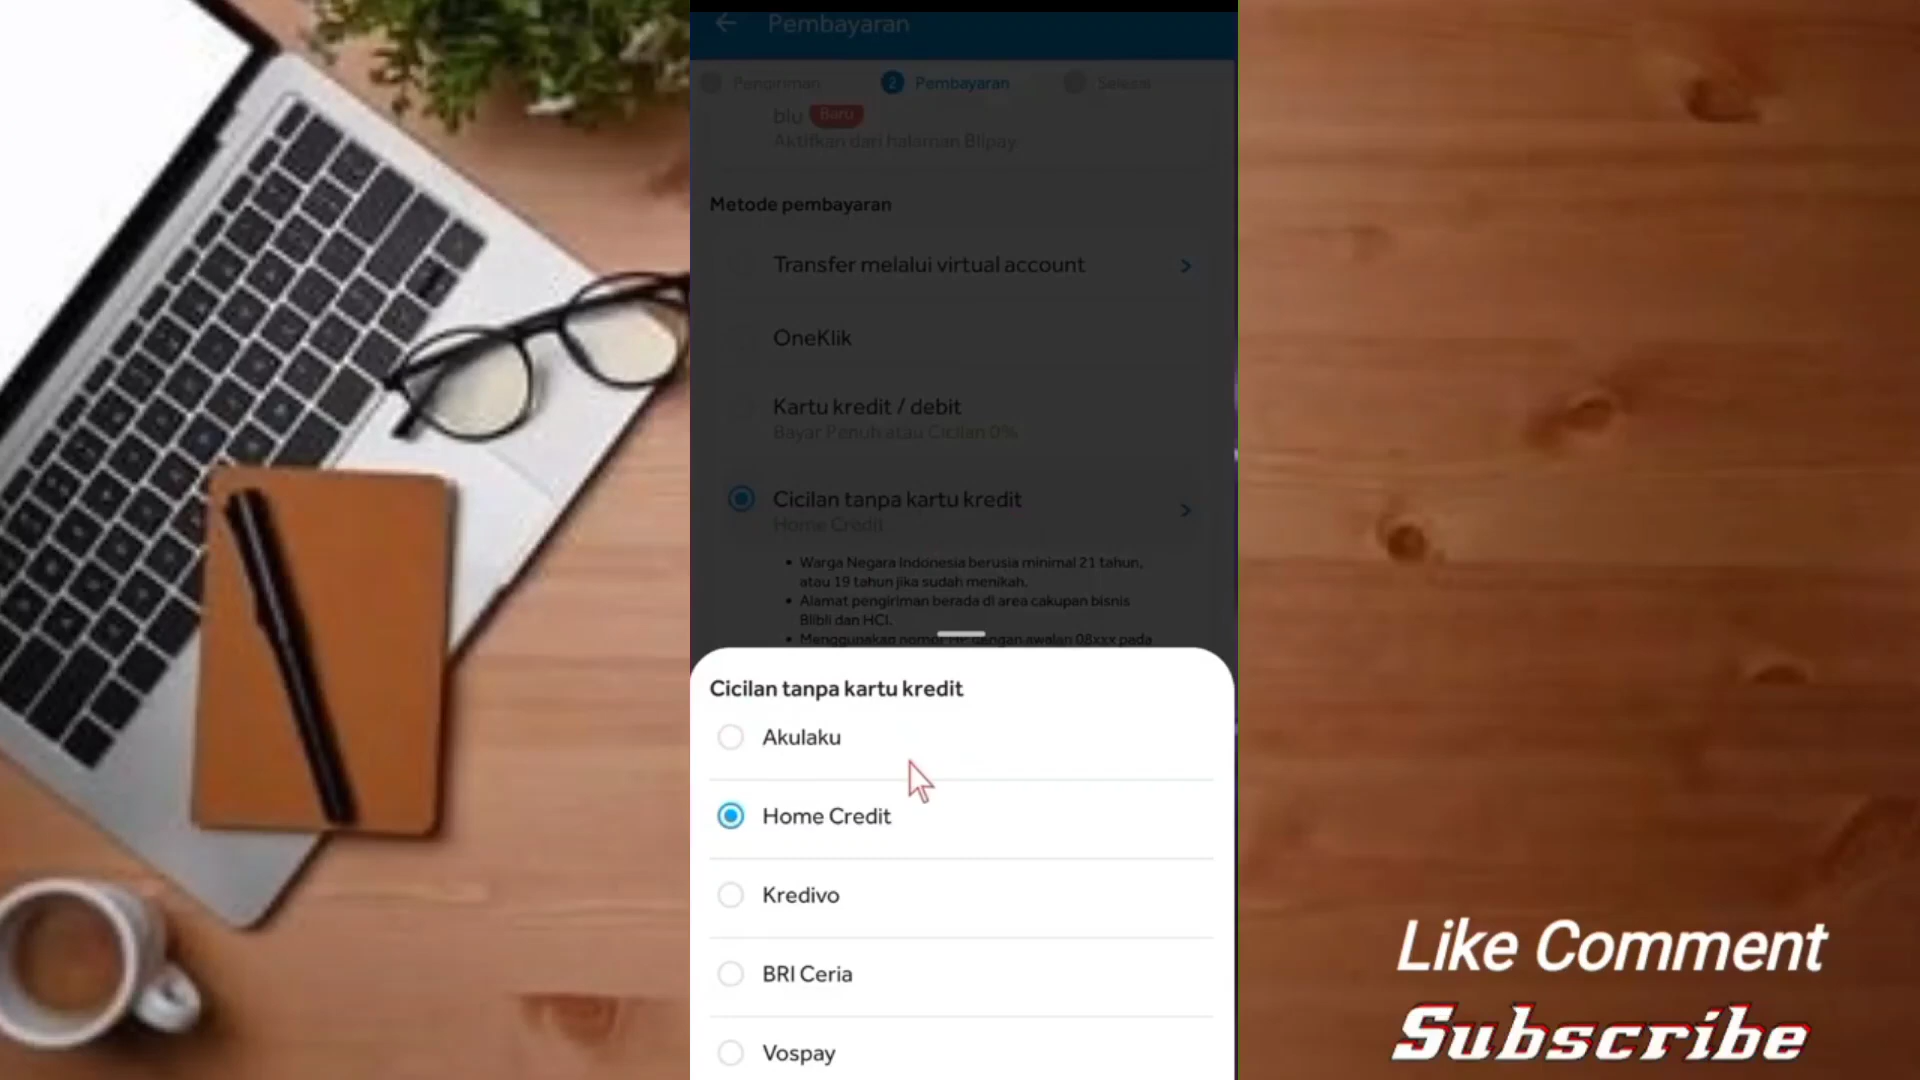 Pembayaran
Pengiriman
2 Pembayaran
Selesai
blu Baru
Aktifkan dari halaman Blipay
Metode pembayaran
Transfer melalui virtual account
OneKlik
Kartu kredit / debit
Bayar Penuh atau Cicilan 0%
Cicilan tanpa kartu kredit
Home Credit
• Warga Negara Indonesia berusia minimal 21 tahun,
atau 19 tahun jika sudah menikah.
• Alamat pengiriman berada di area cakupan bisnis
Blibli dan HCI.
• Menggunakan nomor HP dengan awalan 08xxx pada
Cicilan tanpa kartu kredit
Akulaku
Home Credit
Kredivo
BRI Ceria
Vospay
Like Comment
Subscribe